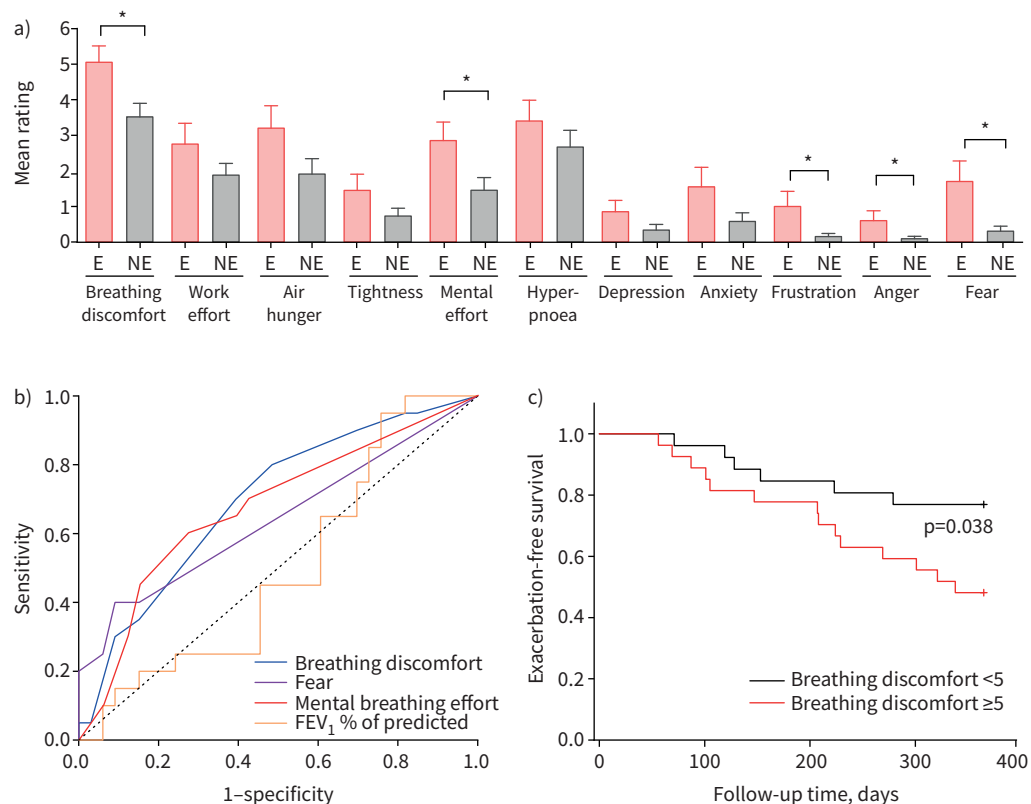 a)
Mean rating
6
5
4
3
2
1
0
*
*
*
*
*
E NE E NE E NE E NE E NE E NE E NE E NE E NE E NE E NE
Breathing discomfort
Work effort
Air hunger
Tightness
Mental effort
Hyper-pnoea
Depression
Anxiety
Frustration
Anger
Fear
b)
Sensitivity
1.0
0.8
0.6
0.4
0.2
0.0
Breathing discomfort
Fear
Mental breathing effort
FEV1 % of predicted
0.0 0.2 0.4 0.6 0.8 1.0
1–specificity
c)
Exacerbation-free survival
1.0
0.8
0.6
0.4
0.2
0.0
p=0.038
Breathing discomfort <5
Breathing discomfort ≥5
0 100 200 300 400
Follow-up time, days